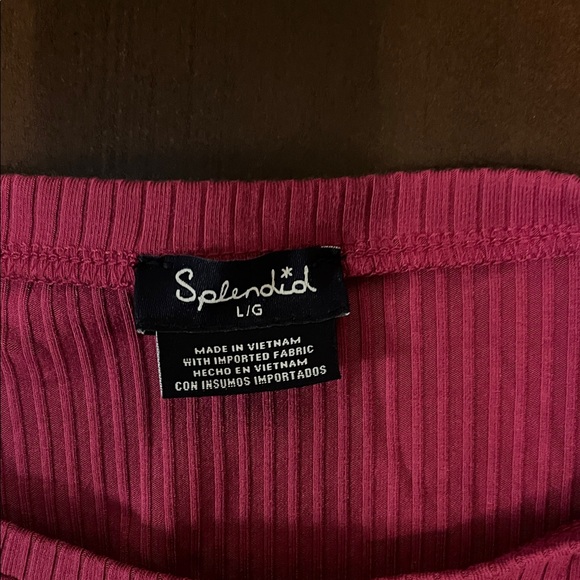 Splendid
L/G
MADE IN VIETNAM
WITH IMPORTED FABRIC
HECHO EN VIETNAM
CON INSUMOS IMPORTADOS